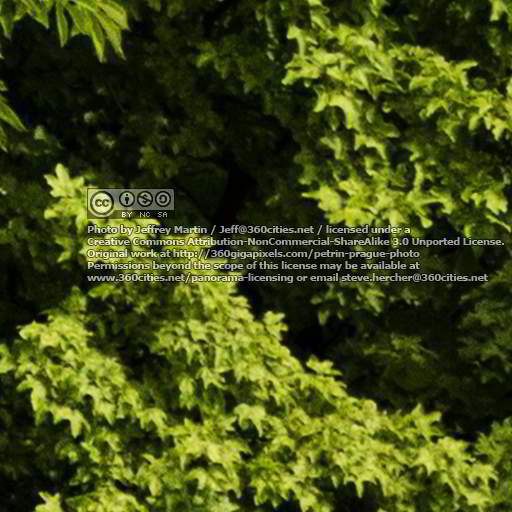 cc
BY NC SA
Photo by Jeffrey Martin / Jeff@360cities.net / licensed under a
Creative Commons Attribution-NonCommercial-ShareAlike 3.0 Unported License.
Original work at http://360gigapixels.com/petrin-prague-photo
Permissions beyond the scope of this license may be available at
www.360cities.net/panorama-licensing or email steve.hercher@360cities.net